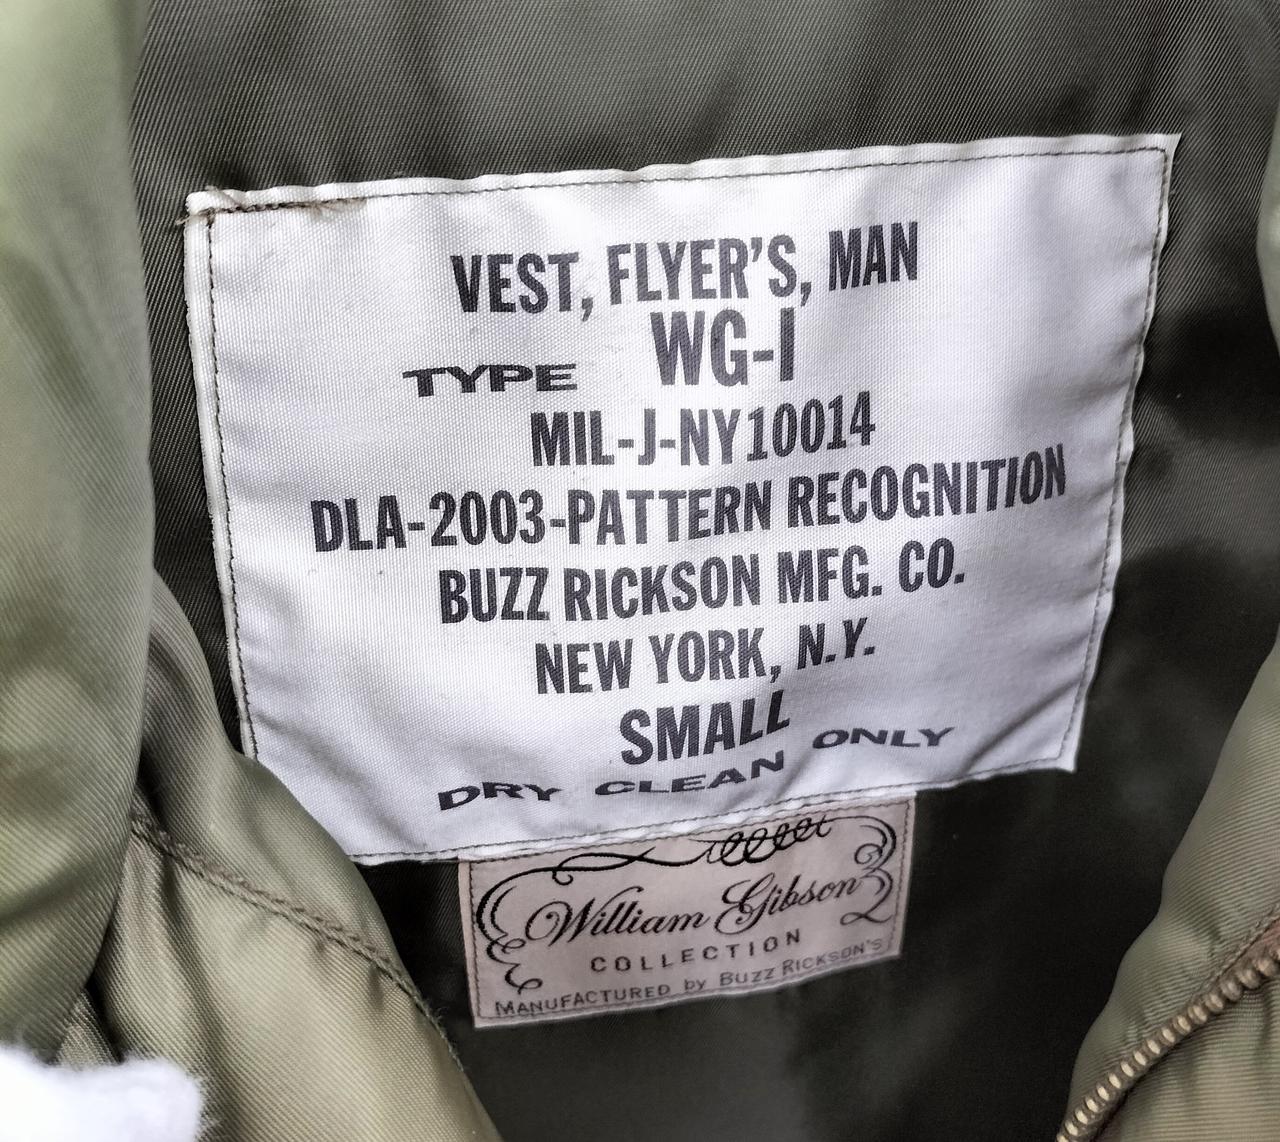 VEST, FLYER'S, MAN
TYPE WG-1
MIL-J-NY10014
DLA-2003-PATTERN RECOGNITION
BUZZ RICKSON MFG. CO.
NEW YORK, N.Y.
SMALL
DRY CLEAN ONLY
William Gibson
COLLECTION
MANUFACTURED by BUZZ RICKSON'S